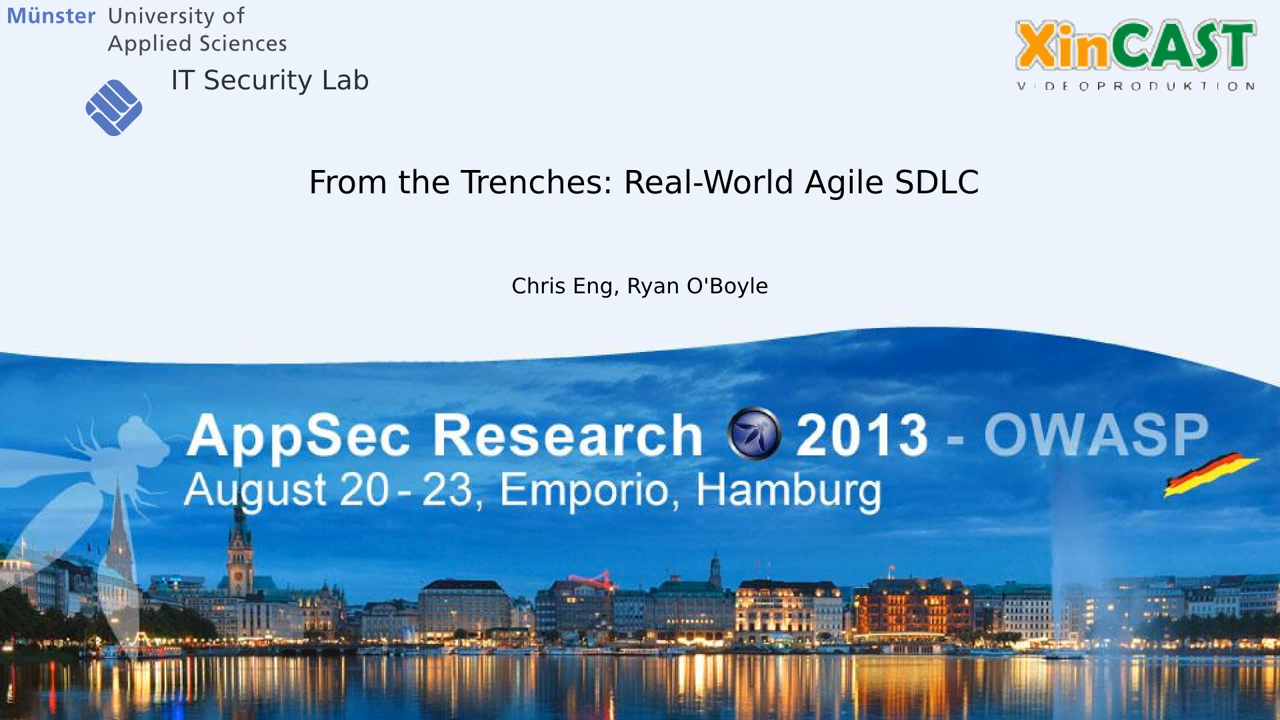 Münster University of
Applied Sciences
IT Security Lab
XinCAST
VIDEOPRODUKTION
From the Trenches: Real-World Agile SDLC
Chris Eng, Ryan O'Boyle
AppSec Research 2013 - OWASP
August 20 - 23, Emporio, Hamburg